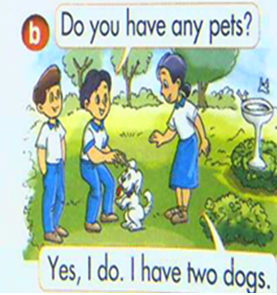 b
Do you have any pets?
Yes, I do. I have two dogs.